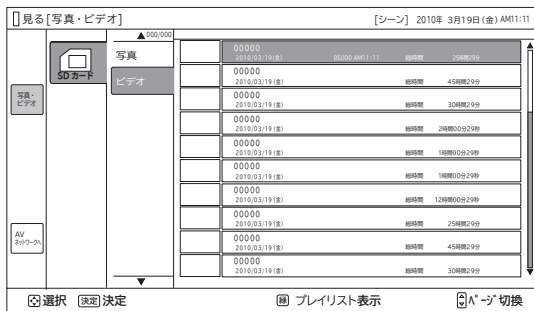 見る[写真・ビデオ] [シーン] 2010年 3月19日(金) AM11:11
▲000/000
SDカード
写真
ビデオ
写真・
ビデオ
AV
ネットワークへ
00000
2010/03/19(金) BS000 AM11:11 総時間 25時間29分
00000
2010/03/19(金) 総時間 45時間29分
00000
2010/03/19(金) 総時間 30時間29分
00000
2010/03/19(金) 総時間 2時間00分29秒
00000
2010/03/19(金) 総時間 1時間00分29秒
00000
2010/03/19(金) 総時間 1時間00分29秒
00000
2010/03/19(金) 総時間 12時間00分29秒
00000
2010/03/19(金) 総時間 25時間29分
00000
2010/03/19(金) 総時間 45時間29分
00000
2010/03/19(金) 総時間 30時間29分
▼
選択 決定 決定 緑 プレイリスト表示 ページ切換